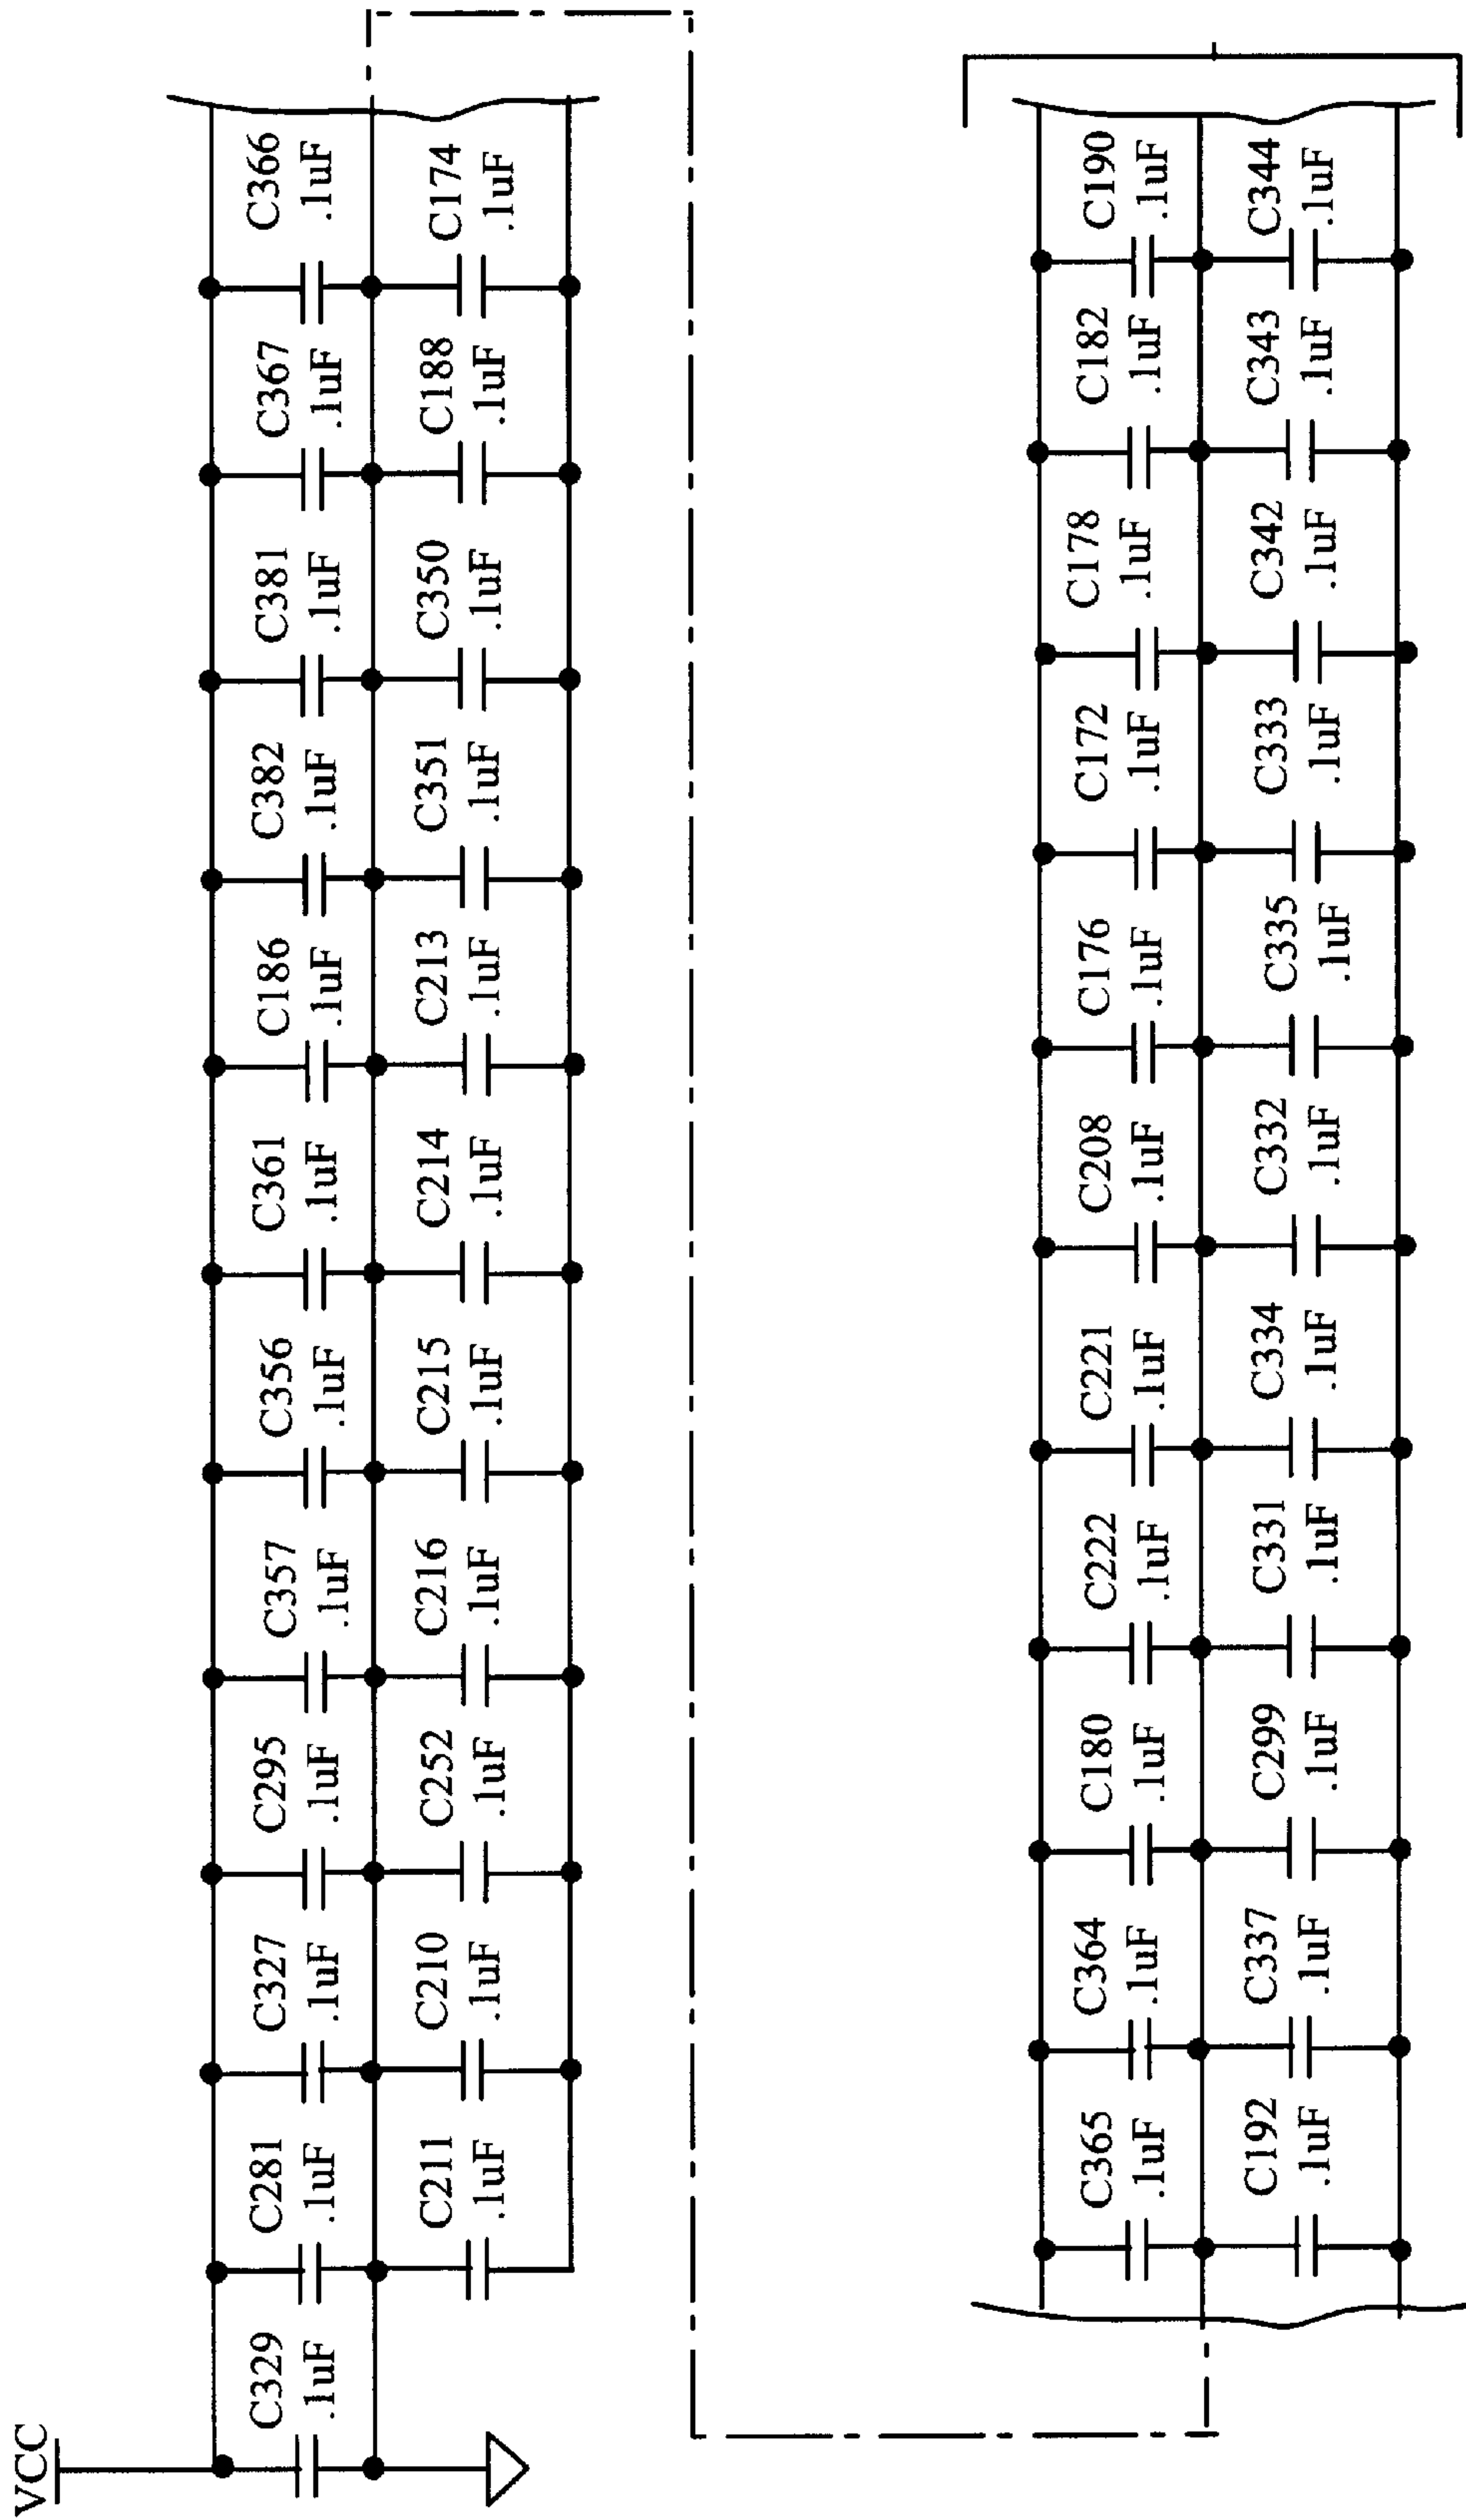 VCC
C329
.1uF
C281
.1uF
C327
.1uF
C295
.1uF
C357
.1uF
C356
.1uF
C361
.1uF
C186
.1uF
C382
.1uF
C381
.1uF
C367
.1uF
C366
.1uF
C211
.1uF
C210
.1uF
C252
.1uF
C216
.1uF
C215
.1uF
C214
.1uF
C213
.1uF
C351
.1uF
C350
.1uF
C188
.1uF
C174
.1uF
C365
.1uF
C364
.1uF
C180
.1uF
C222
.1uF
C221
.1uF
C208
.1uF
C176
.1uF
C172
.1uF
C178
.1uF
C182
.1uF
C190
.1uF
C192
.1uF
C337
.1uF
C299
.1uF
C331
.1uF
C334
.1uF
C332
.1uF
C335
.1uF
C333
.1uF
C342
.1uF
C343
.1uF
C344
.1uF